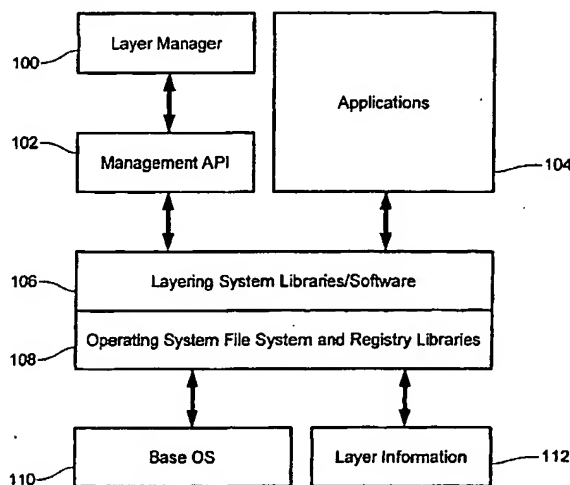 Layer Manager
100
Applications
102
Management API
104
106
Layering System Libraries/Software
108
Operating System File System and Registry Libraries
110
Base OS
Layer Information
112